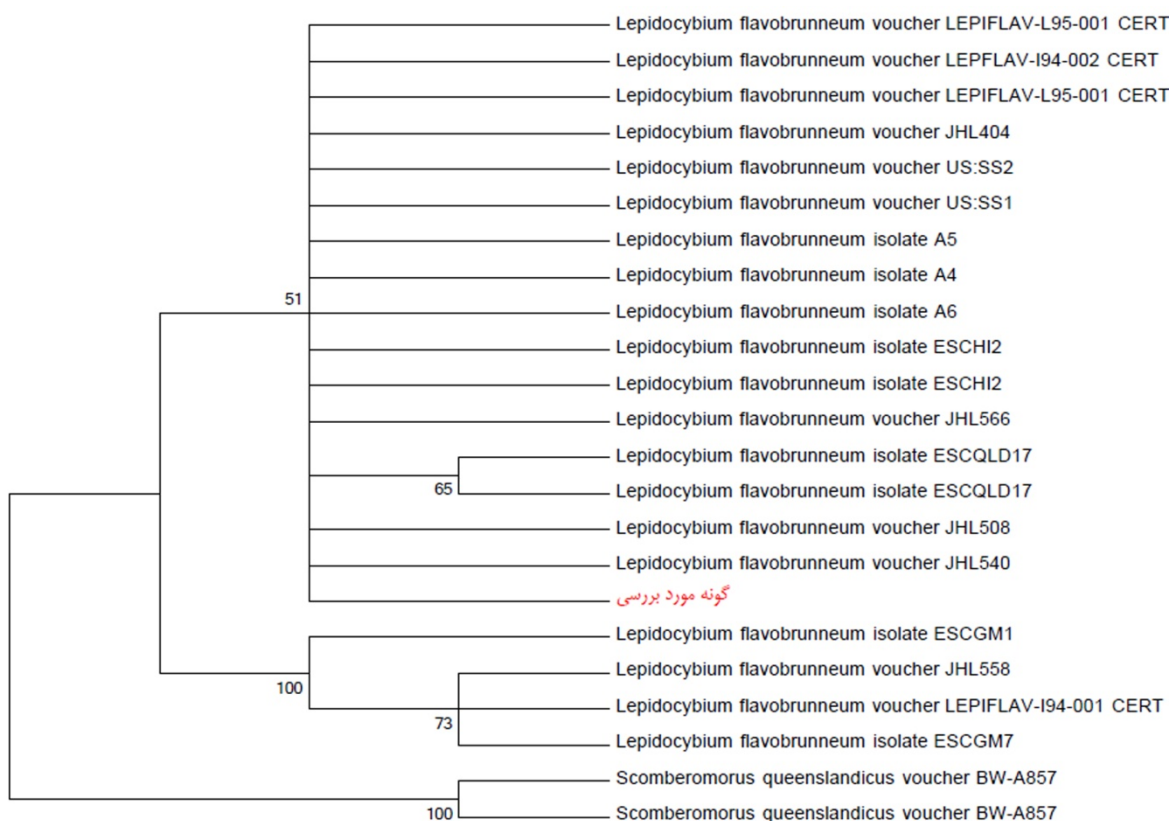 Lepidocybium flavobrunneum voucher LEPIFLAV-L95-001 CERT
Lepidocybium flavobrunneum voucher LEPFLAV-I94-002 CERT
Lepidocybium flavobrunneum voucher LEPIFLAV-L95-001 CERT
Lepidocybium flavobrunneum voucher JHL404
Lepidocybium flavobrunneum voucher US:SS2
Lepidocybium flavobrunneum voucher US:SS1
Lepidocybium flavobrunneum isolate A5
Lepidocybium flavobrunneum isolate A4
51
Lepidocybium flavobrunneum isolate A6
Lepidocybium flavobrunneum isolate ESCHI2
Lepidocybium flavobrunneum isolate ESCHI2
Lepidocybium flavobrunneum voucher JHL566
Lepidocybium flavobrunneum isolate ESCQLD17
65
Lepidocybium flavobrunneum isolate ESCQLD17
Lepidocybium flavobrunneum voucher JHL508
Lepidocybium flavobrunneum voucher JHL540
گونه مورد بررسی
Lepidocybium flavobrunneum isolate ESCGM1
Lepidocybium flavobrunneum voucher JHL558
100
Lepidocybium flavobrunneum voucher LEPIFLAV-I94-001 CERT
73
Lepidocybium flavobrunneum isolate ESCGM7
Scomberomorus queenslandicus voucher BW-A857
100
Scomberomorus queenslandicus voucher BW-A857